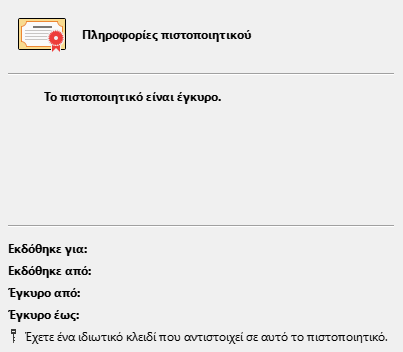 Πληροφορίες πιστοποιητικού
Το πιστοποιητικό είναι έγκυρο.
Εκδόθηκε για:
Εκδόθηκε από:
Έγκυρο από:
Έγκυρο έως:
Έχετε ένα ιδιωτικό κλειδί που αντιστοιχεί σε αυτό το πιστοποιητικό.